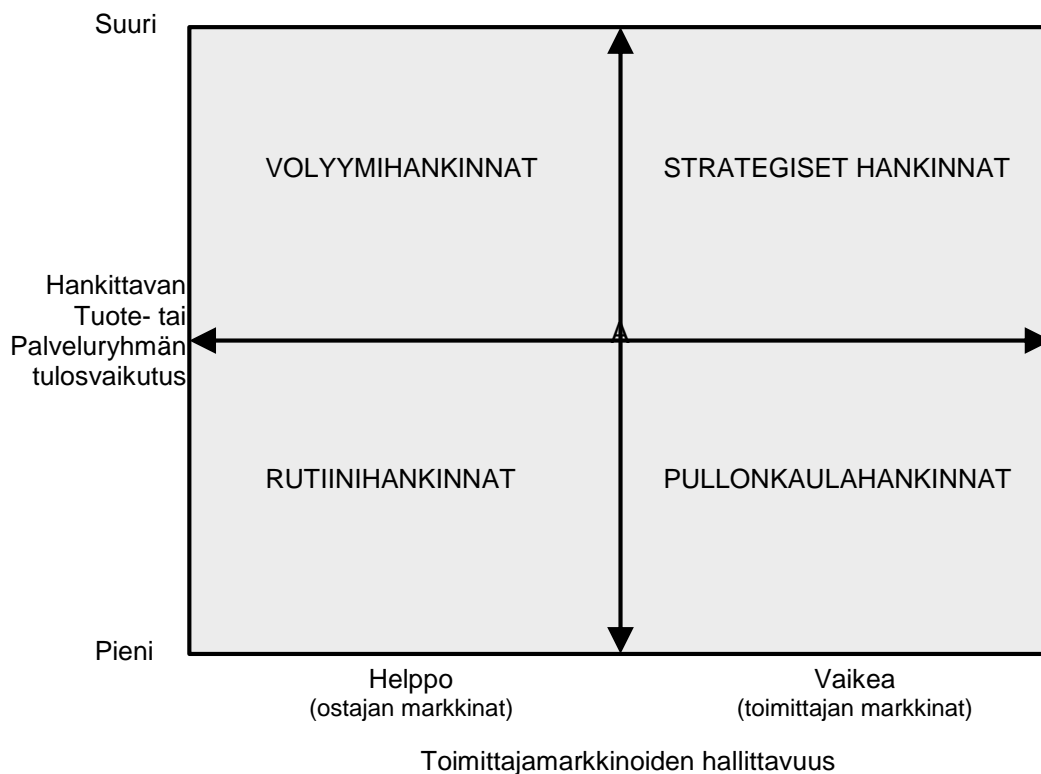 Suuri
VOLYYMIHANKINNAT
STRATEGISET HANKINNAT
Hankittavan
Tuote- tai
Palveluryhmän
tulosvaikutus
A
RUTIINIHANKINNAT
PULLONKAULAHANKINNAT
Pieni
Helppo
(ostajan markkinat)
Vaikea
(toimittajan markkinat)
Toimittajamarkkinoiden hallittavuus